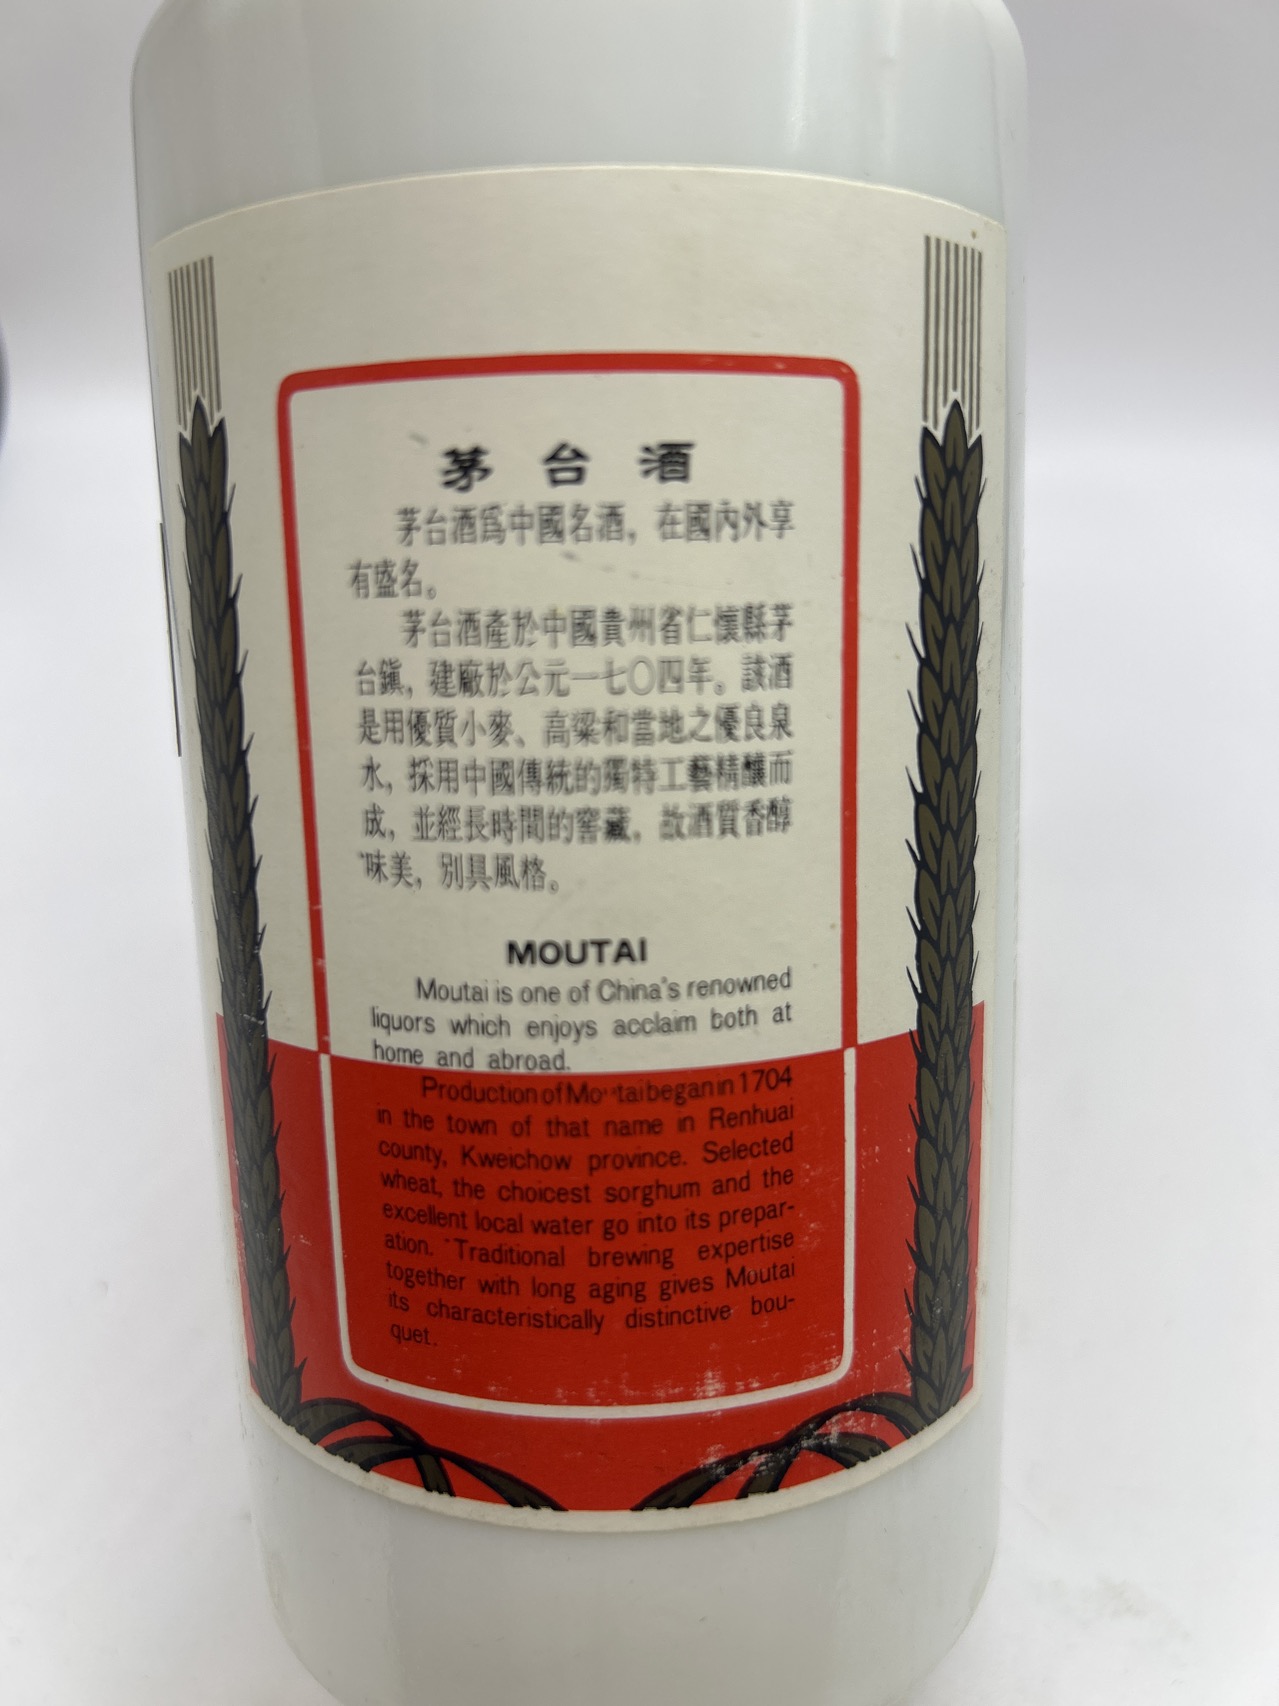 茅台酒
茅台酒爲中國名酒，在國內外享
有盛名。
茅台酒產於中國貴州省仁懷縣茅
台鎭，建廠於公元一七〇四年。該酒
是用優質小麥、高粱和當地之優良泉
水，採用中國傳統的獨特工藝精釀而
成，並經長時間的窖藏，故酒質香醇
味美，別具風格。
MOUTAI
Moutai is one of China's renowned
liquors which enjoys acclaim both at
home and abroad.
Production of Moutai began in 1704
in the town of that name in Renhuai
county, Kweichow province. Selected
wheat, the choicest sorghum and the
excellent local water go into its prepar-
ation. Traditional brewing expertise
together with long aging gives Moutai
its characteristically distinctive bou-
quet.